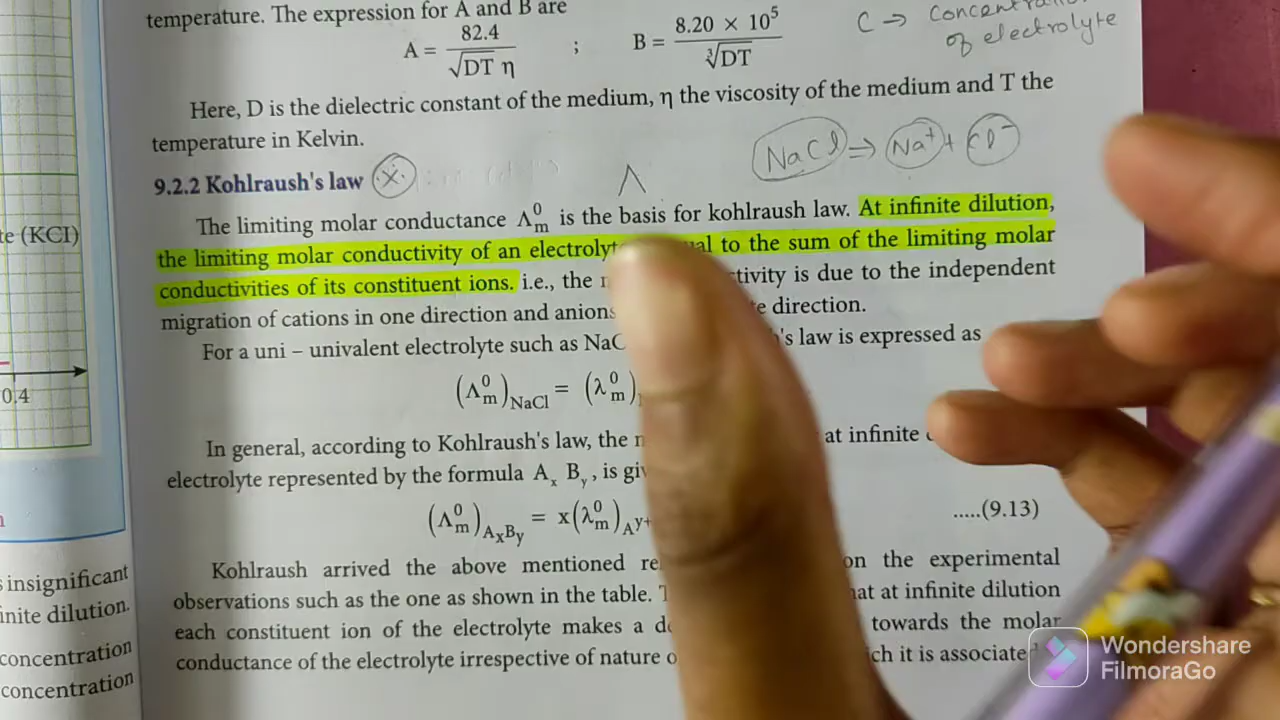 temperature. The expression for A and B are
A = 82.4 / √DT η ; B = 8.20 × 10⁵ / ∛DT
C → concentration
of electrolyte
Here, D is the dielectric constant of the medium, η the viscosity of the medium and T the
temperature in Kelvin.
NaCl ⇒ Na⁺ + Cl⁻
9.2.2 Kohlraush's law
Λ
The limiting molar conductance Λ⁰m is the basis for kohlraush law. At infinite dilution,
te (KCl)
the limiting molar conductivity of an electrolyte ual to the sum of the limiting molar
conductivities of its constituent ions. i.e., the tivity is due to the independent
migration of cations in one direction and anions direction.
For a uni – univalent electrolyte such as NaC 's law is expressed as
0.4
(Λ⁰m)NaCl = (λ⁰m)
In general, according to Kohlraush's law, the at infinite
electrolyte represented by the formula Aₓ Bᵧ, is
(Λ⁰m)AₓBᵧ = x(λ⁰m)Aʸ⁺ .....(9.13)
Kohlraush arrived the above mentioned on the experimental
s insignificant
observations such as the one as shown in the table. at at infinite dilution
inite dilution.
each constituent ion of the electrolyte makes a towards the molar
concentration
conductance of the electrolyte irrespective of nature ch it is associate
concentration
Wondershare
FilmoraGo